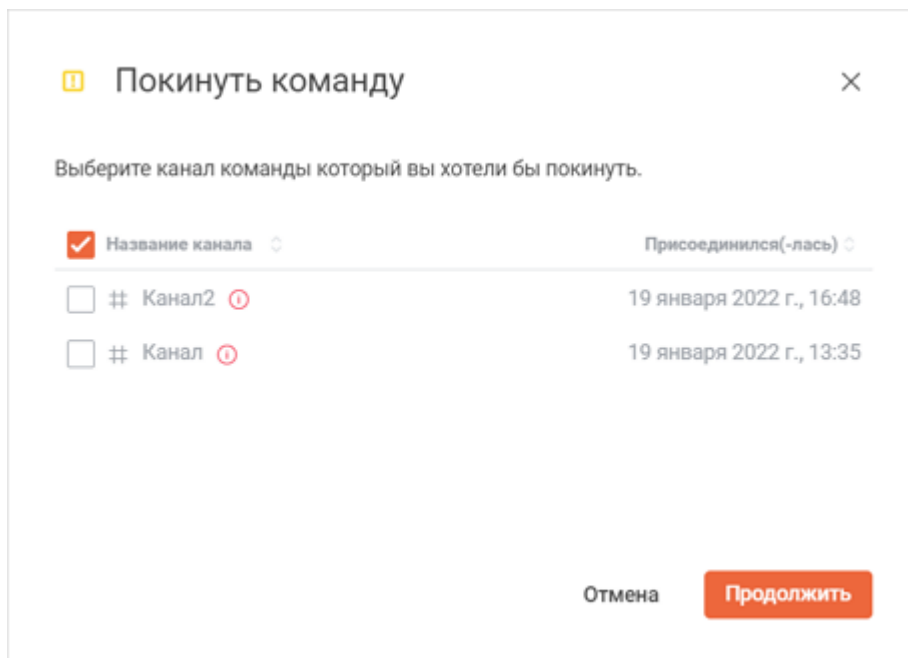 Покинуть команду
Выберите канал команды который вы хотели бы покинуть.
Название канала Присоединился(-лась)
Канал2 19 января 2022 г., 16:48
Канал 19 января 2022 г., 13:35
Отмена Продолжить